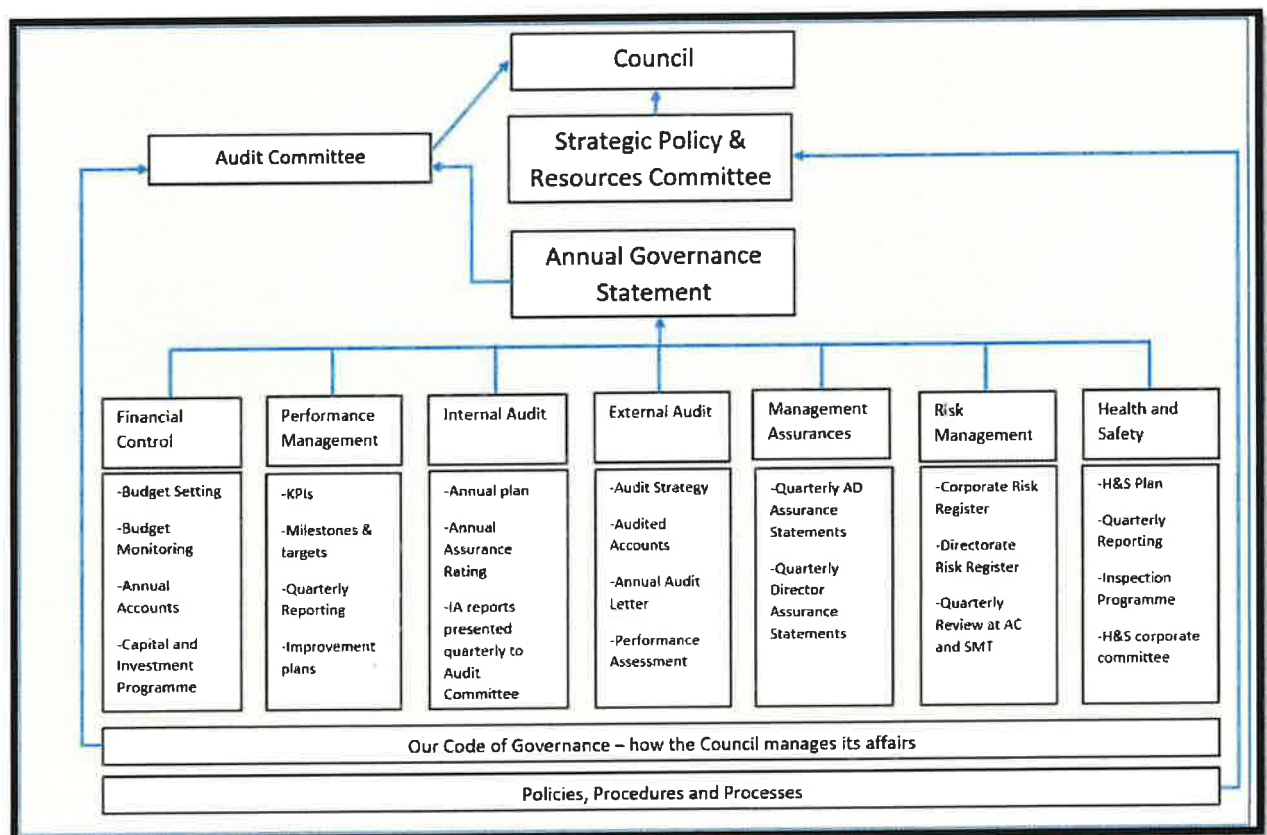 Council
Audit Committee
Strategic Policy &
Resources Committee
Annual Governance
Statement
Financial
Control
-Budget Setting
-Budget
Monitoring
-Annual
Accounts
-Capital and
Investment
Programme
Performance
Management
-KPIs
-Milestones &
targets
-Quarterly
Reporting
-Improvement
plans
Internal Audit
-Annual plan
-Annual
Assurance
Rating
-IA reports
presented
quarterly to
Audit
Committee
External Audit
-Audit Strategy
-Audited
Accounts
-Annual Audit
Letter
-Performance
Assessment
Management
Assurances
-Quarterly AD
Assurance
Statements
-Quarterly
Director
Assurance
Statements
Risk
Management
-Corporate Risk
Register
-Directorate
Risk Register
-Quarterly
Review at AC
and SMT
Health and
Safety
-H&S Plan
-Quarterly
Reporting
-Inspection
Programme
-H&S corporate
committee
Our Code of Governance – how the Council manages its affairs
Policies, Procedures and Processes